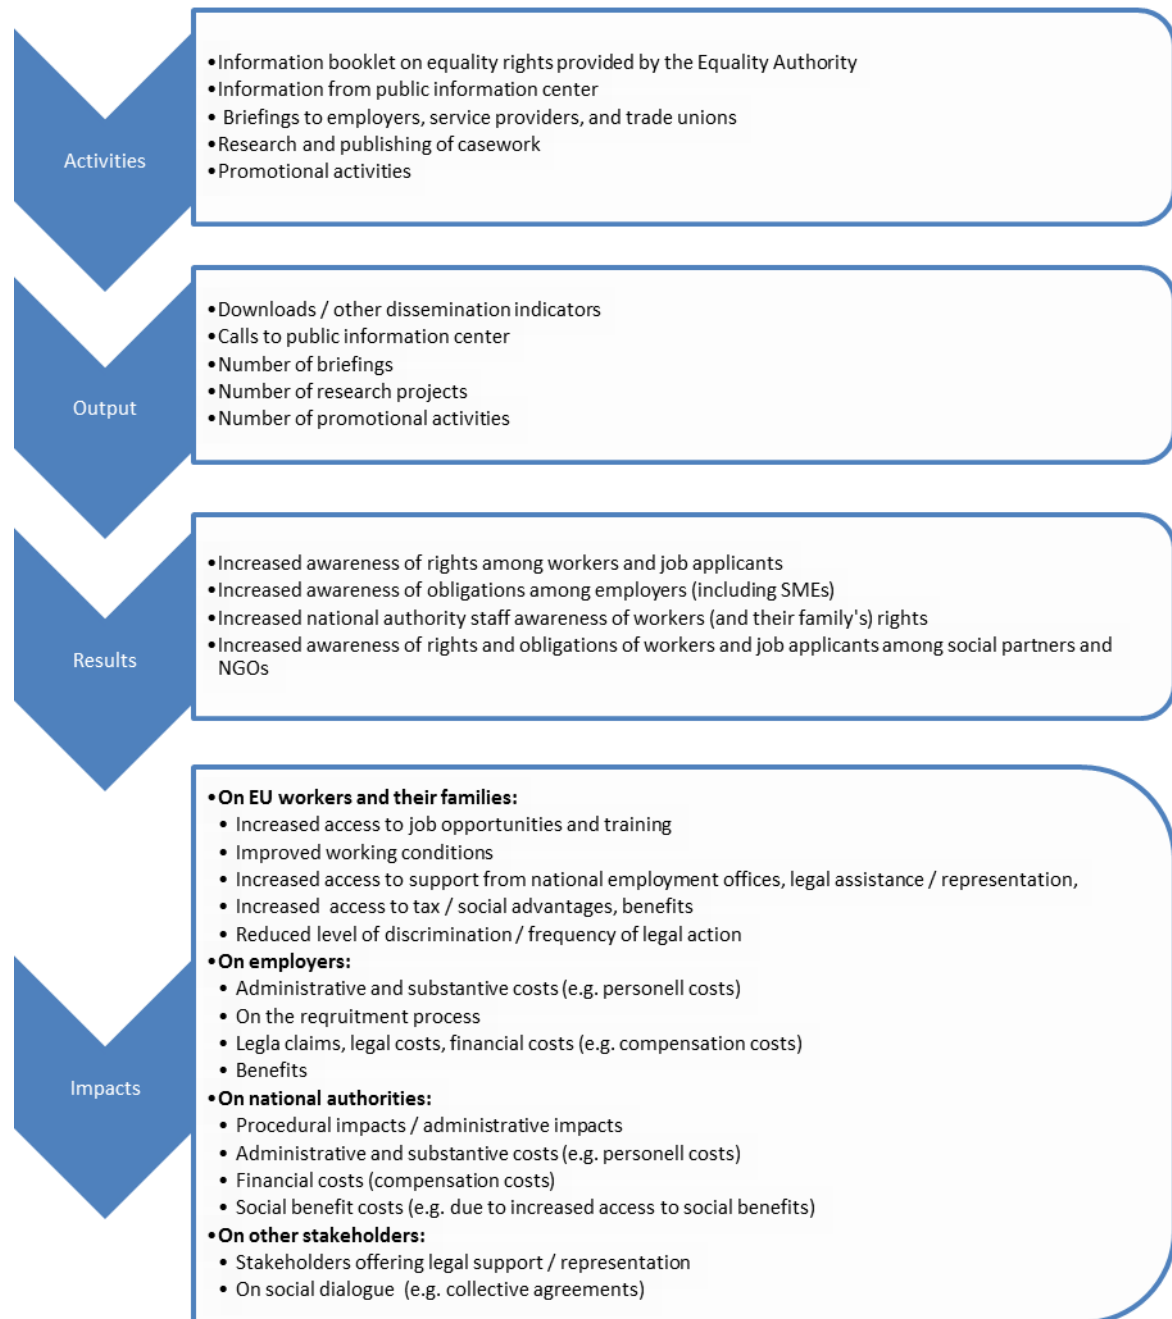 Activities
•Information booklet on equality rights provided by the Equality Authority
•Information from public information center
• Briefings to employers, service providers, and trade unions
•Research and publishing of casework
•Promotional activities
Output
•Downloads / other dissemination indicators
•Calls to public information center
•Number of briefings
•Number of research projects
•Number of promotional activities
Results
•Increased awareness of rights among workers and job applicants
•Increased awareness of obligations among employers (including SMEs)
•Increased national authority staff awareness of workers (and their family's) rights
•Increased awareness of rights and obligations of workers and job applicants among social partners and
NGOs
Impacts
•On EU workers and their families:
• Increased access to job opportunities and training
• Improved working conditions
• Increased access to support from national employment offices, legal assistance / representation,
• Increased access to tax / social advantages, benefits
• Reduced level of discrimination / frequency of legal action
•On employers:
• Administrative and substantive costs (e.g. personell costs)
• On the reqruitment process
• Legla claims, legal costs, financial costs (e.g. compensation costs)
• Benefits
•On national authorities:
• Procedural impacts / administrative impacts
• Administrative and substantive costs (e.g. personell costs)
• Financial costs (compensation costs)
• Social benefit costs (e.g. due to increased access to social benefits)
•On other stakeholders:
• Stakeholders offering legal support / representation
• On social dialogue (e.g. collective agreements)